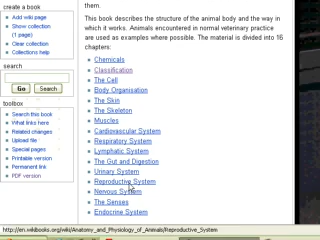 create a book
Add wiki page
Show collection
(1 page)
Clear collection
Collections help
search
Go
Search
toolbox
Search this book
What links here
Related changes
Upload file
Special pages
Printable version
Permanent link
PDF version
them.
This book describes the structure of the animal body and the way in
which it works. Animals encountered in normal veterinary practice
are used as examples where possible. The material is divided into 16
chapters:
Chemicals
Classification
The Cell
Body Organisation
The Skin
The Skeleton
Muscles
Cardiovascular System
Respiratory System
Lymphatic System
The Gut and Digestion
Urinary System
Reproductive System
Nervous System
The Senses
Endocrine System
http://en.wikibooks.org/wiki/Anatomy_and_Physiology_of_Animals/Reproductive_System